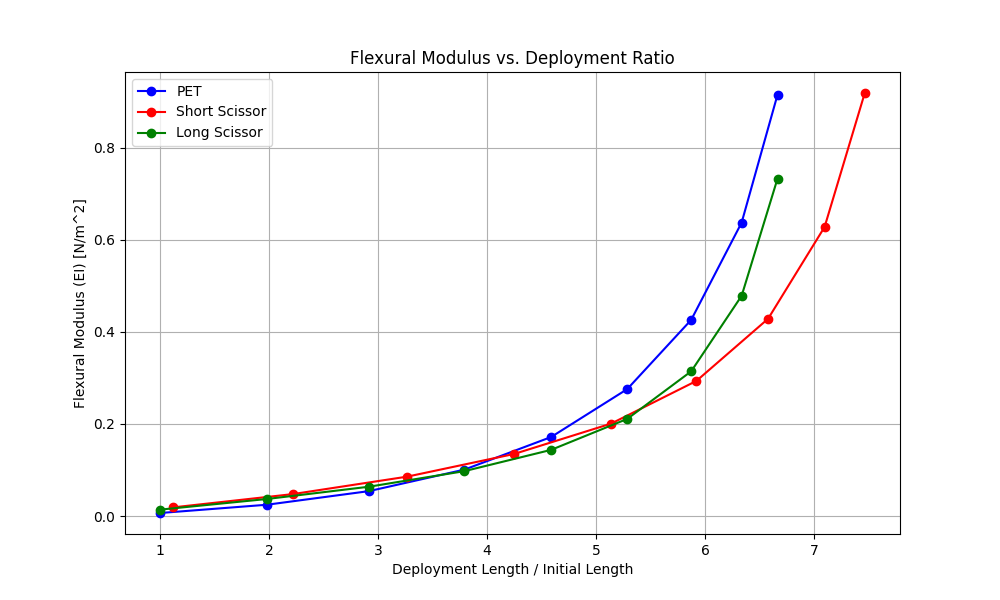 Flexural Modulus vs. Deployment Ratio
PET
Short Scissor
Long Scissor
Flexural Modulus (EI) [N/m^2]
0.8
0.6
0.4
0.2
0.0
1 2 3 4 5 6 7
Deployment Length / Initial Length